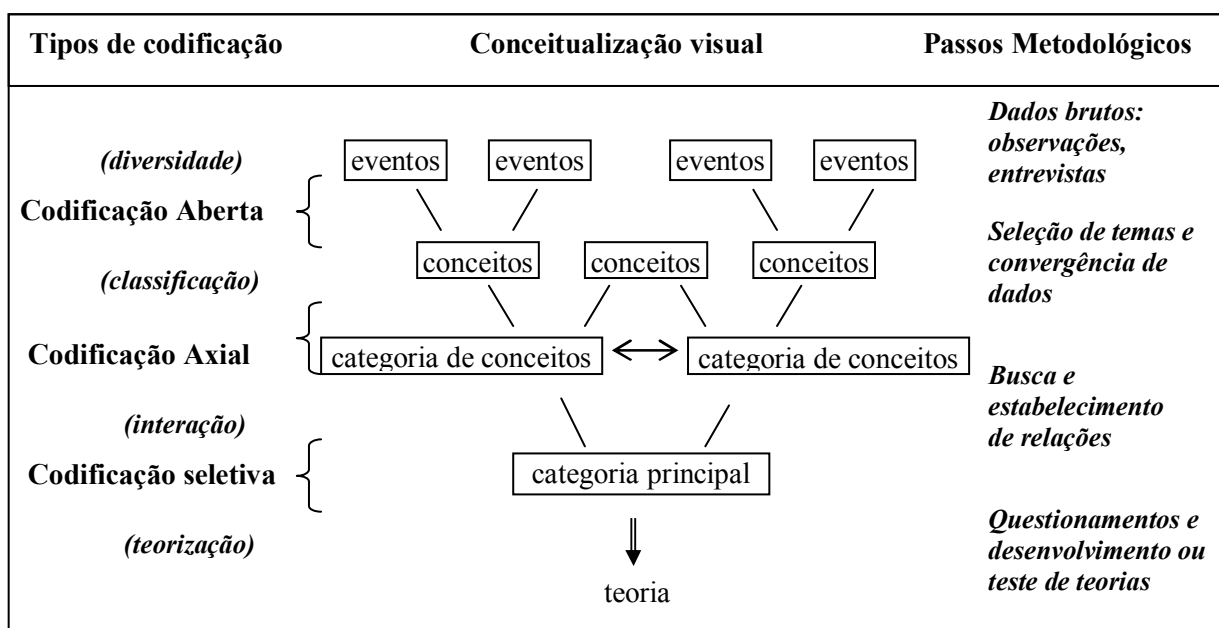 Tipos de codificação Conceitualização visual Passos Metodológicos
Dados brutos:
observações,
entrevistas
(diversidade) eventos eventos eventos eventos
Codificação Aberta
Seleção de temas e
convergência de
dados
(classificação) conceitos conceitos conceitos
Codificação Axial categoria de conceitos categoria de conceitos
Busca e
estabelecimento
de relações
(interação)
Codificação seletiva categoria principal
Questionamentos e
desenvolvimento ou
teste de teorias
(teorização)
teoria